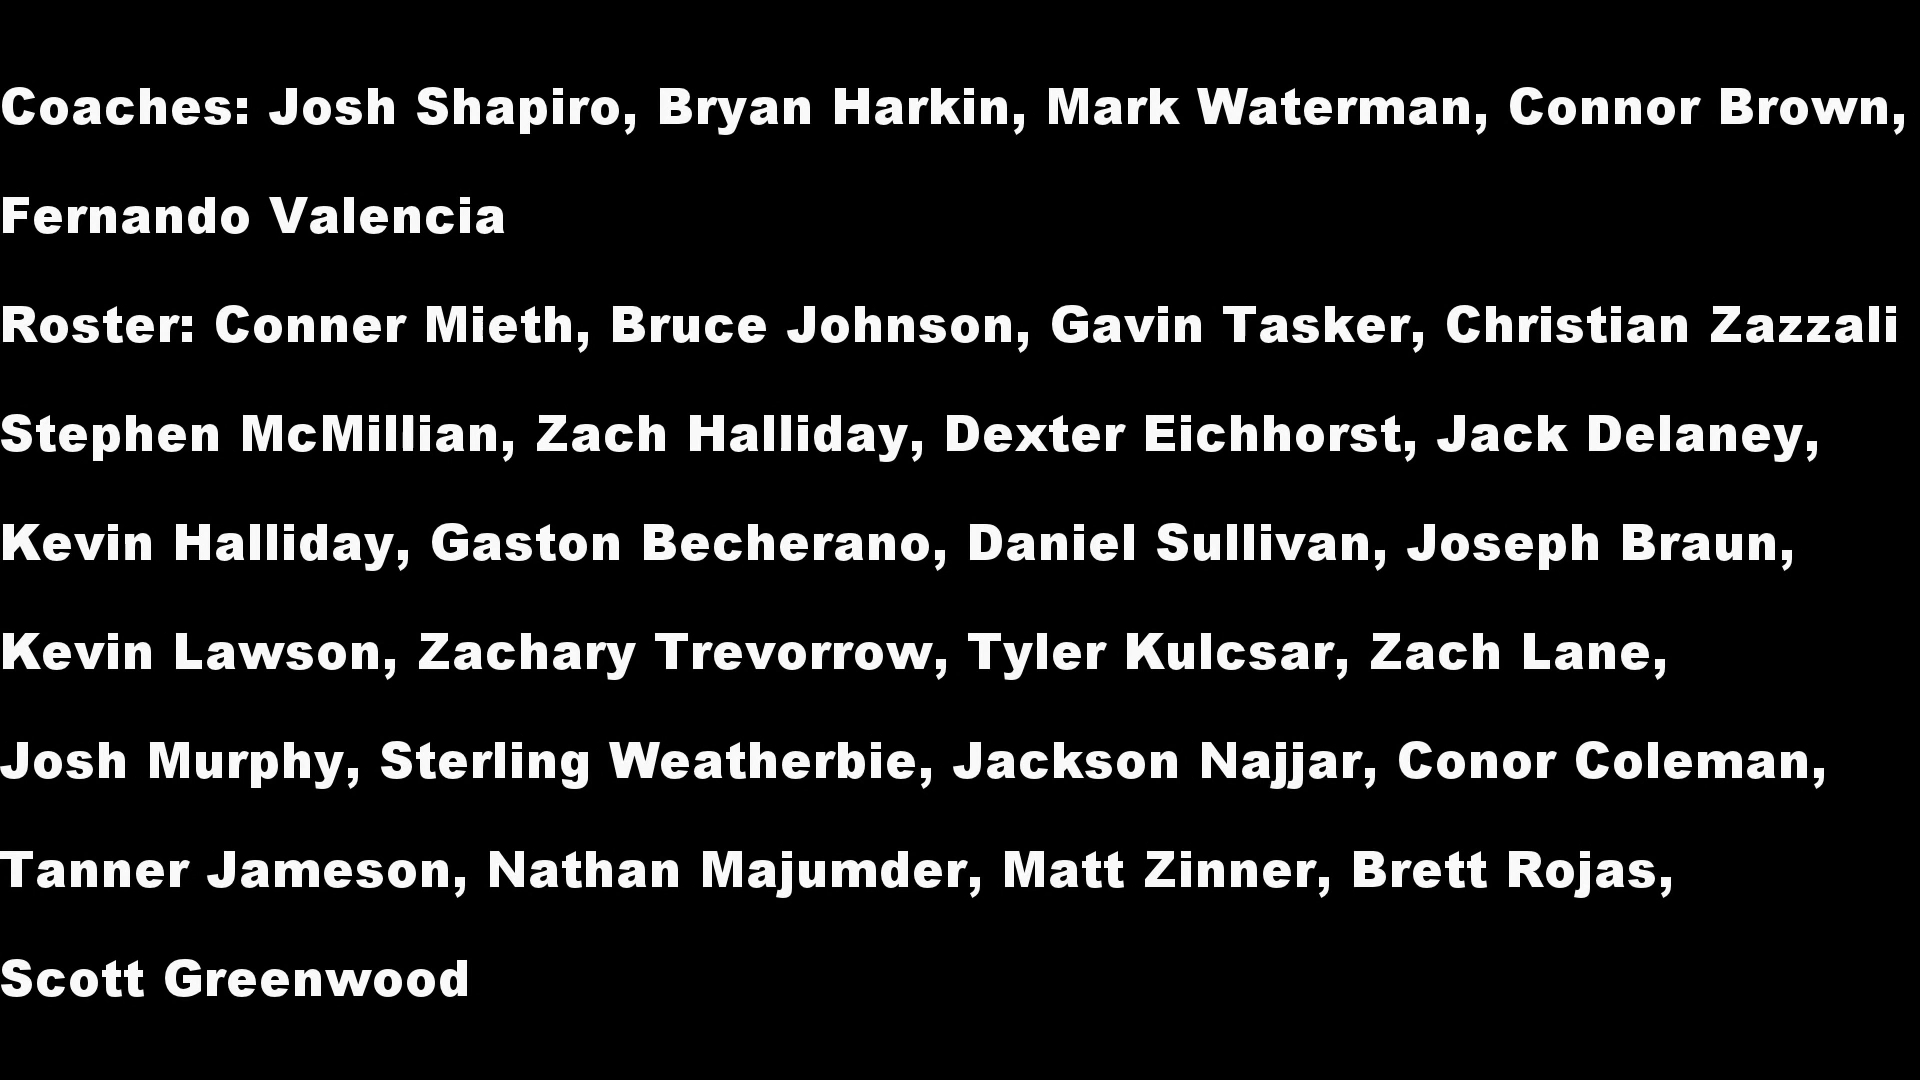 Coaches: Josh Shapiro, Bryan Harkin, Mark Waterman, Connor Brown,
Fernando Valencia
Roster: Conner Mieth, Bruce Johnson, Gavin Tasker, Christian Zazzali
Stephen McMillian, Zach Halliday, Dexter Eichhorst, Jack Delaney,
Kevin Halliday, Gaston Becherano, Daniel Sullivan, Joseph Braun,
Kevin Lawson, Zachary Trevorrow, Tyler Kulcsar, Zach Lane,
Josh Murphy, Sterling Weatherbie, Jackson Najjar, Conor Coleman,
Tanner Jameson, Nathan Majumder, Matt Zinner, Brett Rojas,
Scott Greenwood